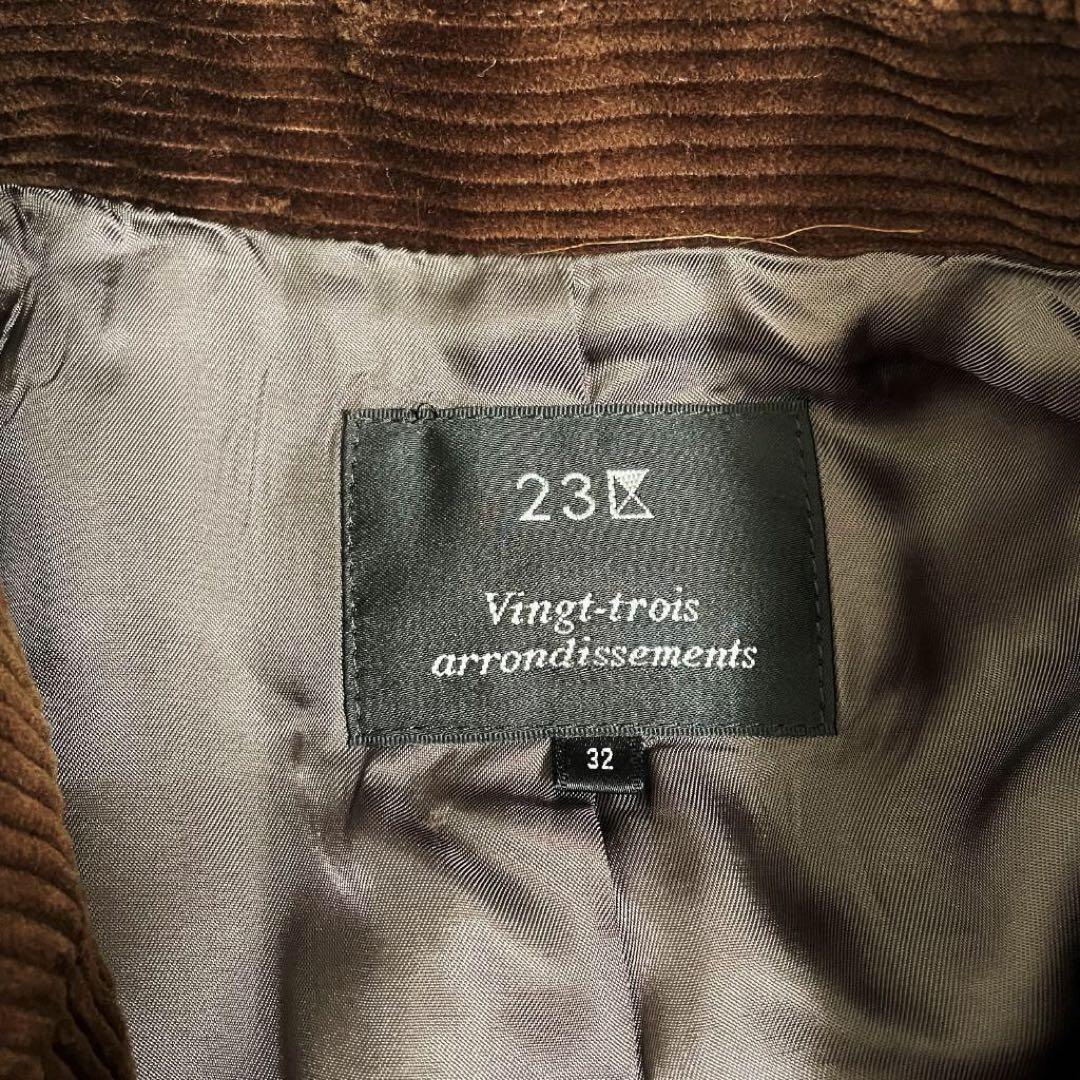 23区
Vingt-trois
arrondissements
32